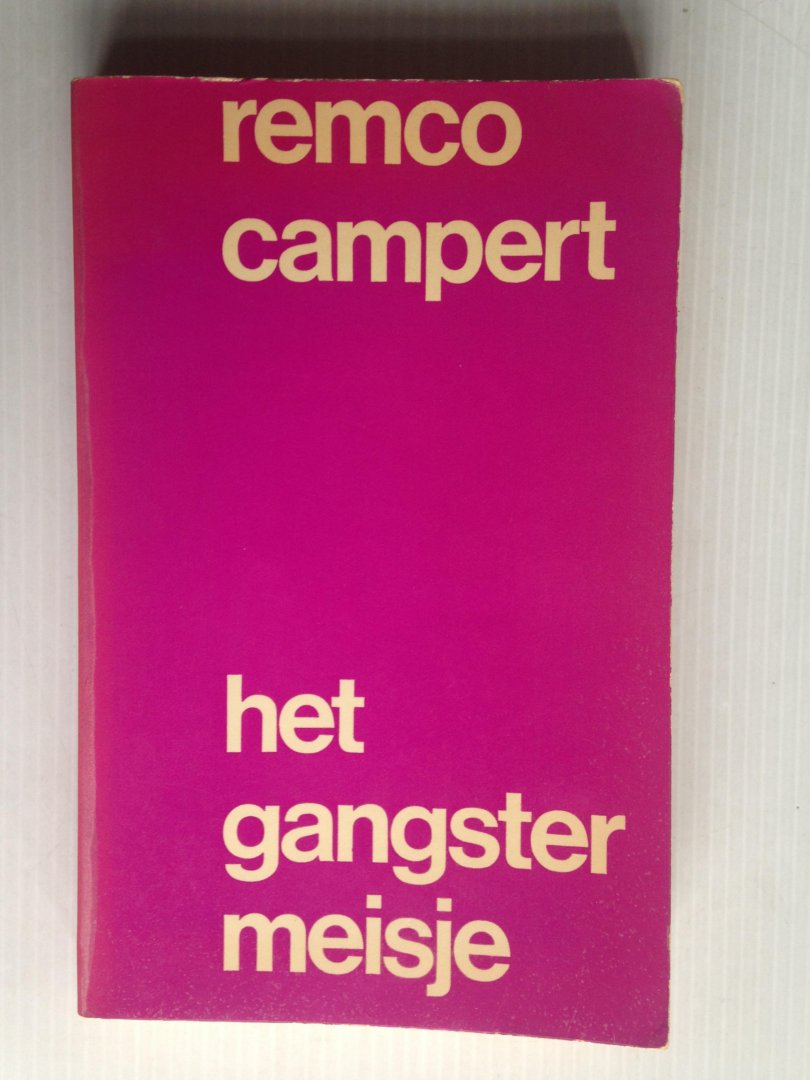 remco
campert
het
gangster
meisje